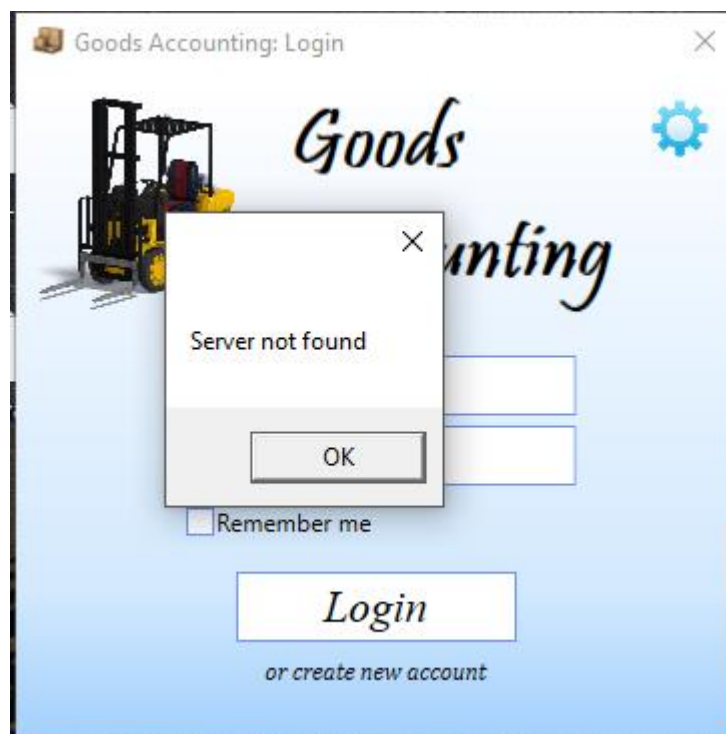 Goods Accounting: Login
Goods
unting
Server not found
OK
Remember me
Login
or create new account